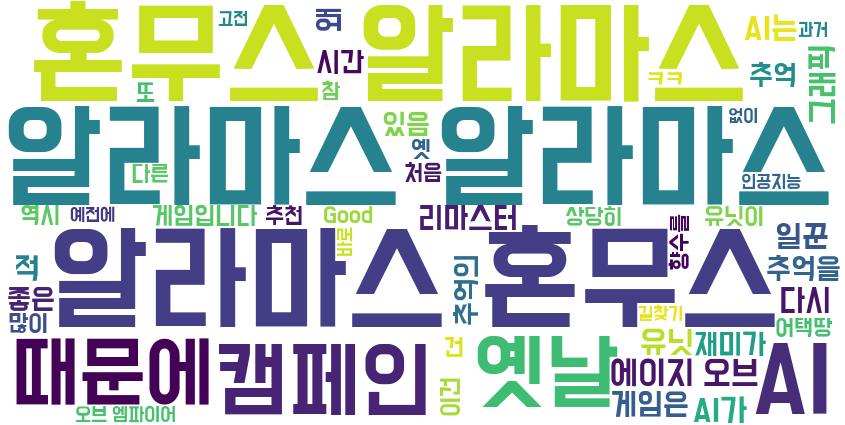 고전
혼무스 알라마스
여
시간
AI는
과거
또
참
ㅋㅋ
추억
그래픽
알라마스 알라마스
있음
옛
없이
다른
처음
인공지능
역시
예전에
게임입니다
추천
Good
리마스터
상당히
유닛이
알라마스 혼무스
바로
향수를
일꾼
적
추억의
추억을
좋은
많이
길찾기
다시
어택땅
때문에 캠페인
건
옛날
유닛
재미가
AI
에이지 오브
이건
게임은
AI가
오브 엠파이어